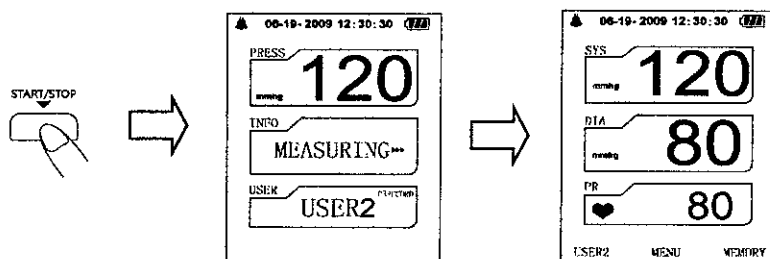 START/STOP
06-19-2009 12:30:30
PRESS
mmHg 120
INFO
MEASURING
USER
USER2
06-19-2009 12:30:30
SYS
mmHg 120
DIA
mmHg 80
PR
80
USER2 MENU MEMORY